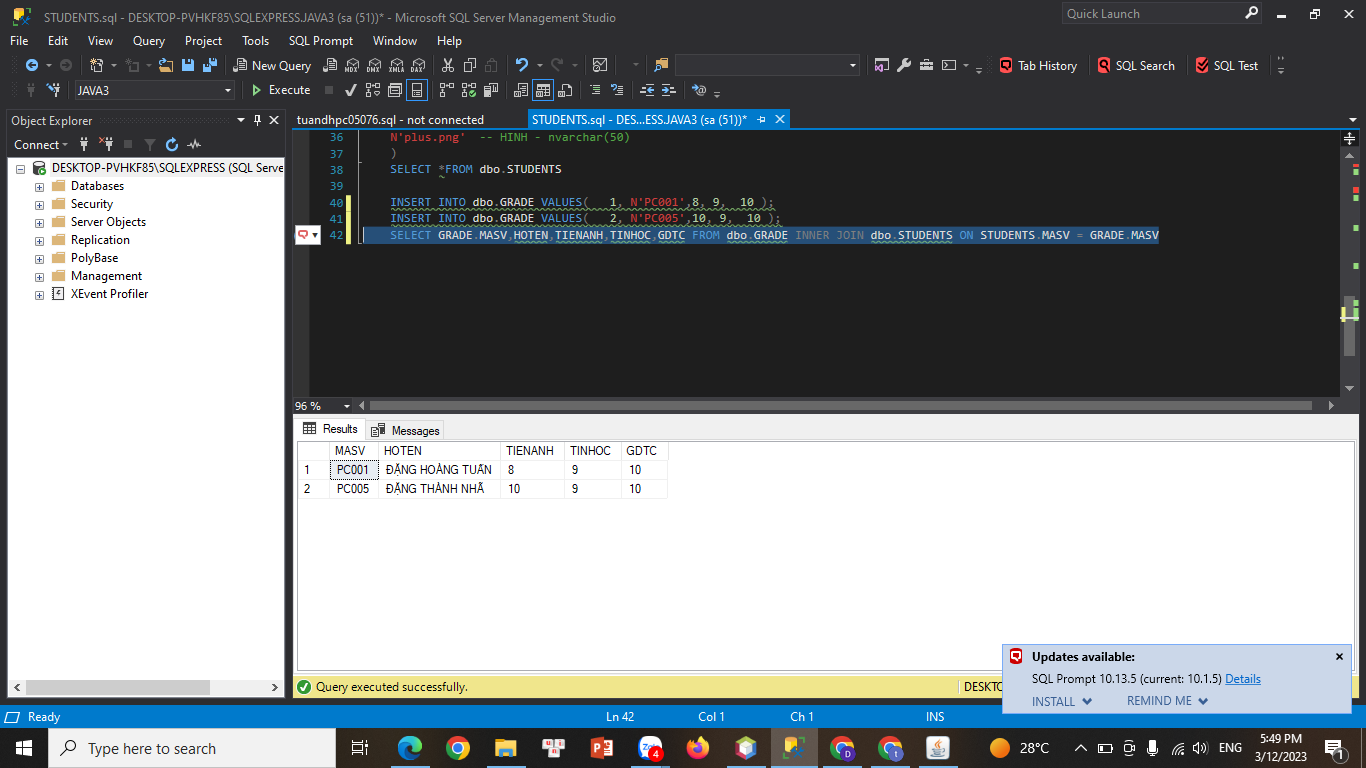 STUDENTS.sql - DESKTOP-PVHKF85\SQLEXPRESS.JAVA3 (sa (51))* - Microsoft SQL Server Management Studio
Quick Launch
File Edit View Query Project Tools SQL Prompt Window Help
New Query MDX DMX XMLA DAX Tab History SQL Search SQL Test
JAVA3 Execute
Object Explorer
tuandhpc05076.sql - not connected STUDENTS.sql - DES...ESS.JAVA3 (sa (51))*
Connect
DESKTOP-PVHKF85\SQLEXPRESS (SQL Serve
Databases
Security
Server Objects
Replication
PolyBase
Management
XEvent Profiler
36 N'plus.png' -- HINH - nvarchar(50)
37 )
38 SELECT *FROM dbo.STUDENTS
39
40 INSERT INTO dbo.GRADE VALUES( 1, N'PC001',8, 9, 10 );
41 INSERT INTO dbo.GRADE VALUES( 2, N'PC005',10, 9, 10 );
42 SELECT GRADE.MASV,HOTEN,TIENANH,TINHOC,GDTC FROM dbo.GRADE INNER JOIN dbo.STUDENTS ON STUDENTS.MASV = GRADE.MASV
96 %
Results Messages
MASV HOTEN TIENANH TINHOC GDTC
1 PC001 ĐẶNG HOÀNG TUẤN 8 9 10
2 PC005 ĐẶNG THÀNH NHÃ 10 9 10
Updates available:
SQL Prompt 10.13.5 (current: 10.1.5) Details
INSTALL REMIND ME
Query executed successfully. DESKTO
Ready Ln 42 Col 1 Ch 1 INS
Type here to search 4 D t 28°C ENG 5:49 PM
3/12/2023 1